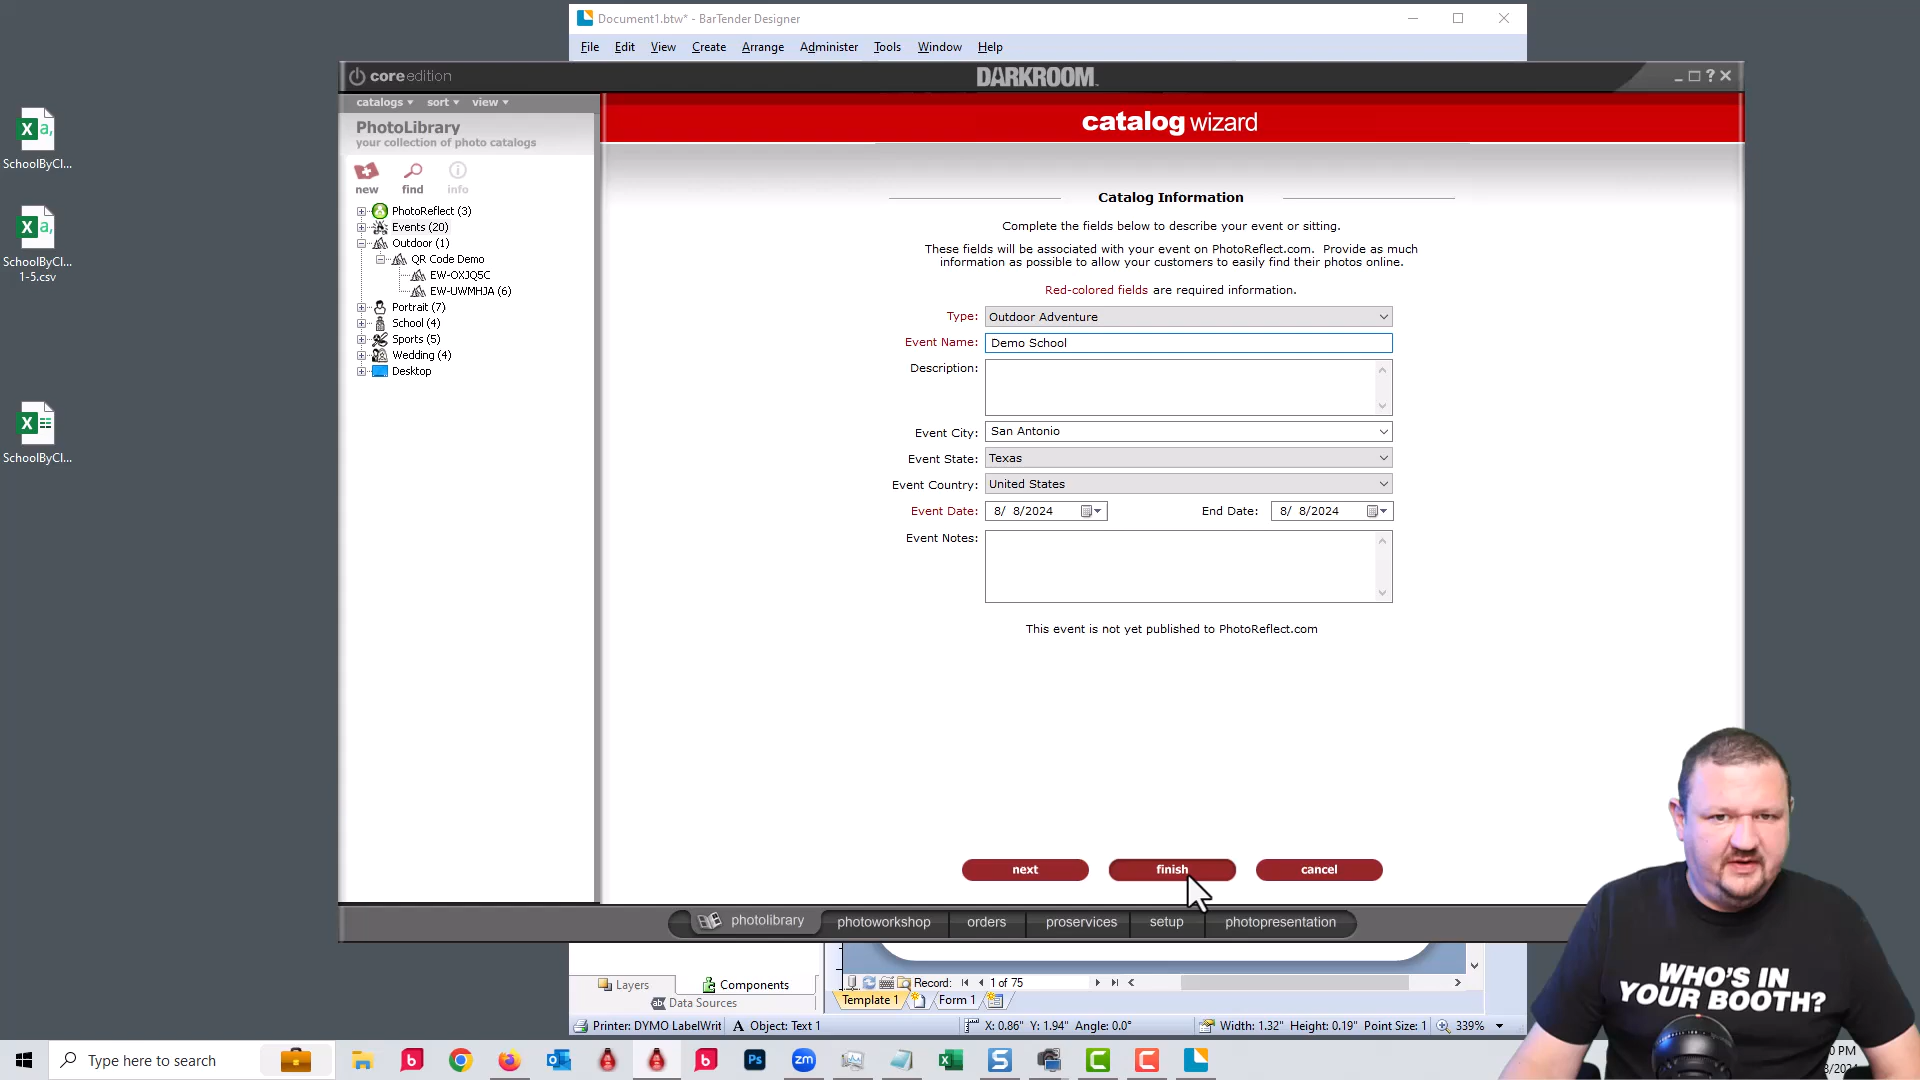 Document1.btw* - BarTender Designer
File Edit View Create Arrange Administer Tools Window Help
core edition
DARKROOM
catalogs sort view
PhotoLibrary
your collection of photo catalogs
new find info
PhotoReflect (3)
Events (20)
Outdoor (1)
QR Code Demo
EW-OXJQ5C
EW-UWMHJA (6)
Portrait (7)
School (4)
Sports (5)
Wedding (4)
Desktop
SchoolByCl...
SchoolByCl...
1-5.csv
SchoolByCl...
catalog wizard
Catalog Information
Complete the fields below to describe your event or sitting.
These fields will be associated with your event on PhotoReflect.com. Provide as much
information as possible to allow your customers to easily find their photos online.
Red-colored fields are required information.
Type: Outdoor Adventure
Event Name: Demo School
Description:
Event City: San Antonio
Event State: Texas
Event Country: United States
Event Date: 8/ 8/2024 End Date: 8/ 8/2024
Event Notes:
This event is not yet published to PhotoReflect.com
next finish cancel
photolibrary photoworkshop orders proservices setup photopresentation
Layers Components
Data Sources
Record: 1 of 75
Template 1 Form 1
Printer: DYMO LabelWrit Object: Text 1 X: 0.86" Y: 1.94" Angle: 0.0° Width: 1.32" Height: 0.19" Point Size: 1 339%
Type here to search
WHO'S IN
YOUR BOOTH?